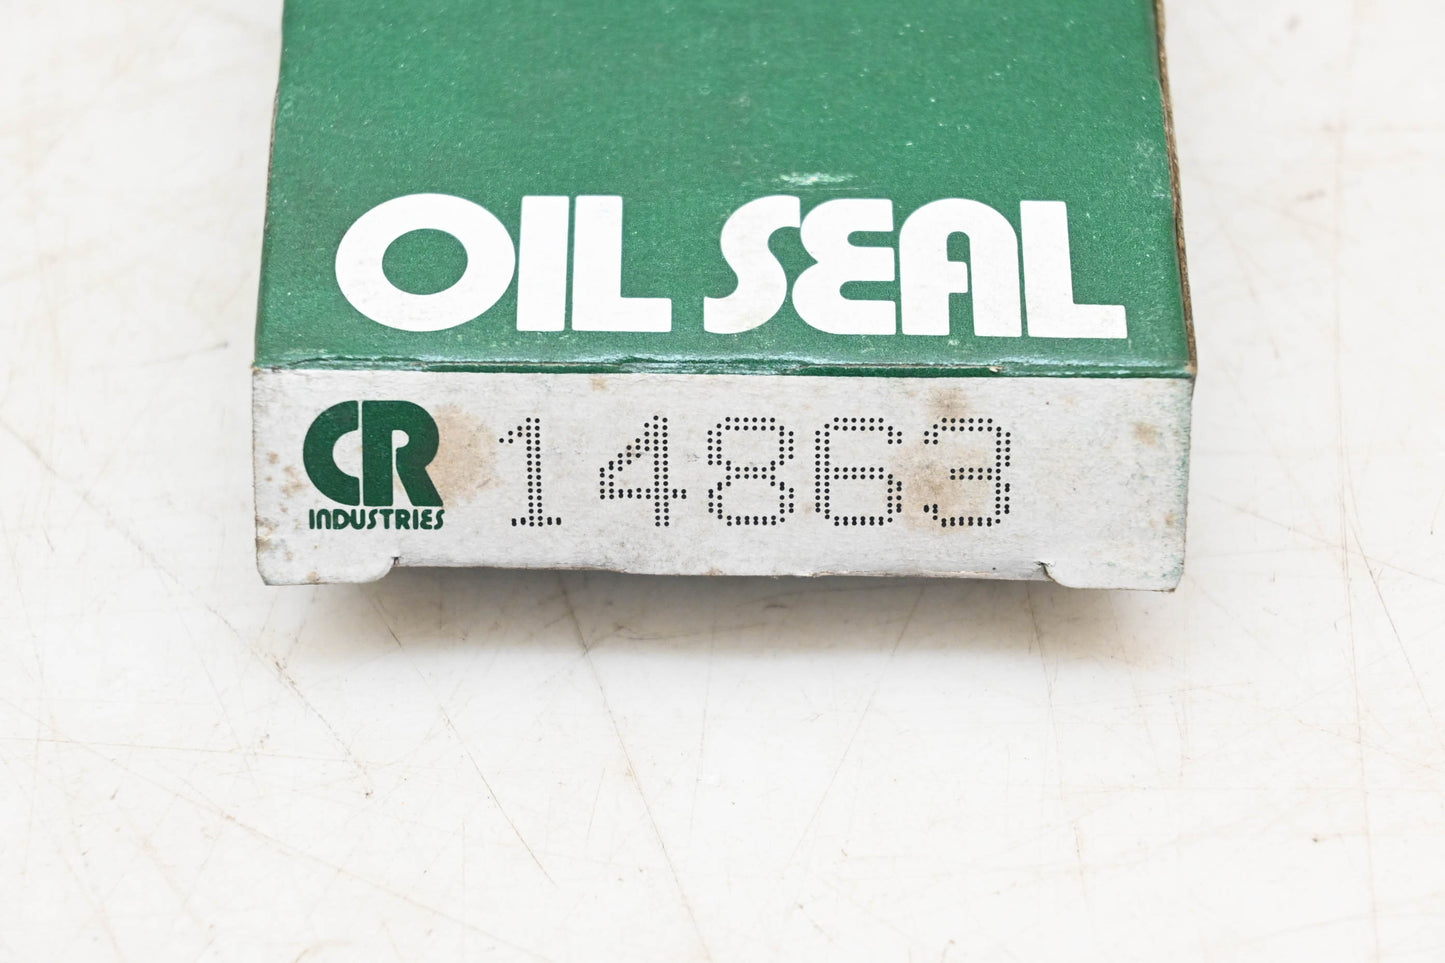 OIL SEAL
CR 14863
INDUSTRIES